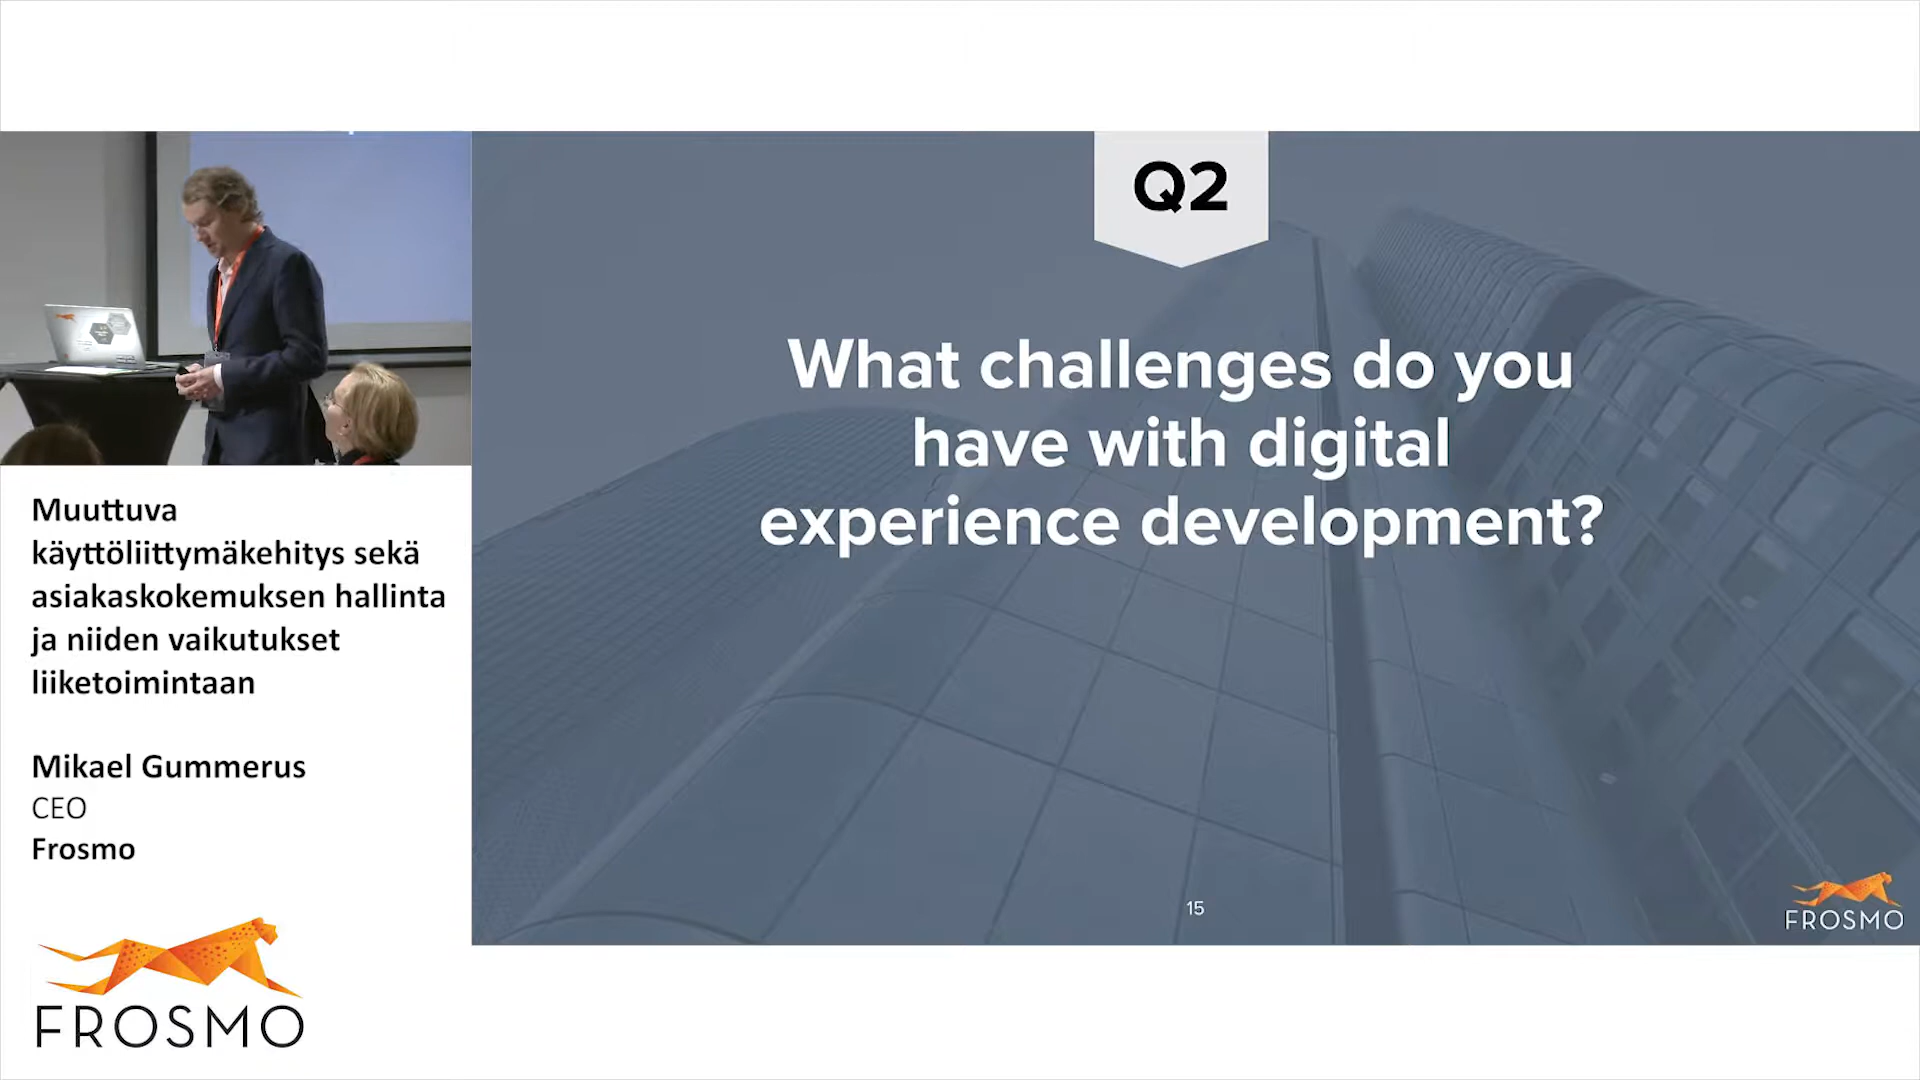 Q2
What challenges do you
have with digital
experience development?
15
FROSMO
Muuttuva
käyttöliittymäkehitys sekä
asiakaskokemuksen hallinta
ja niiden vaikutukset
liiketoimintaan
Mikael Gummerus
CEO
Frosmo
FROSMO